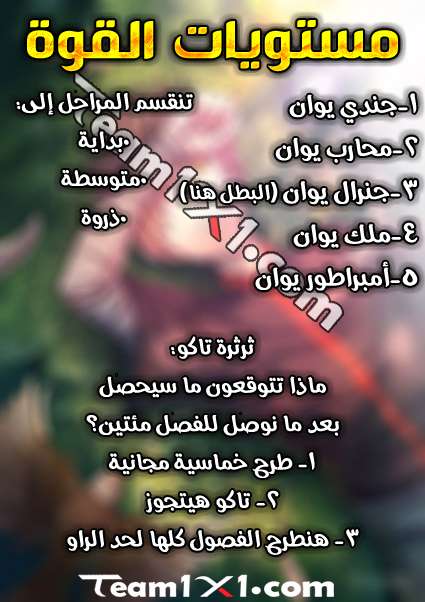 مستويات القوة
١-جندي يوان
٢-محارب يوان
٣-جنرال يوان (البطل هنا)
٤-ملك يوان
٥-أمبراطور يوان
تنقسم المراحل إلى:
•بداية
•متوسطة
•ذروة
Team1X1.com
ثرثرة تاكو:
ماذا تتوقعون ما سيحصل
بعد ما نوصل للفصل مئتين؟
١- طرح خماسية مجانية
٢- تاكو هيتجوز
٣- هنطرح الفصول كلها لحد الراو
Team1X1.com